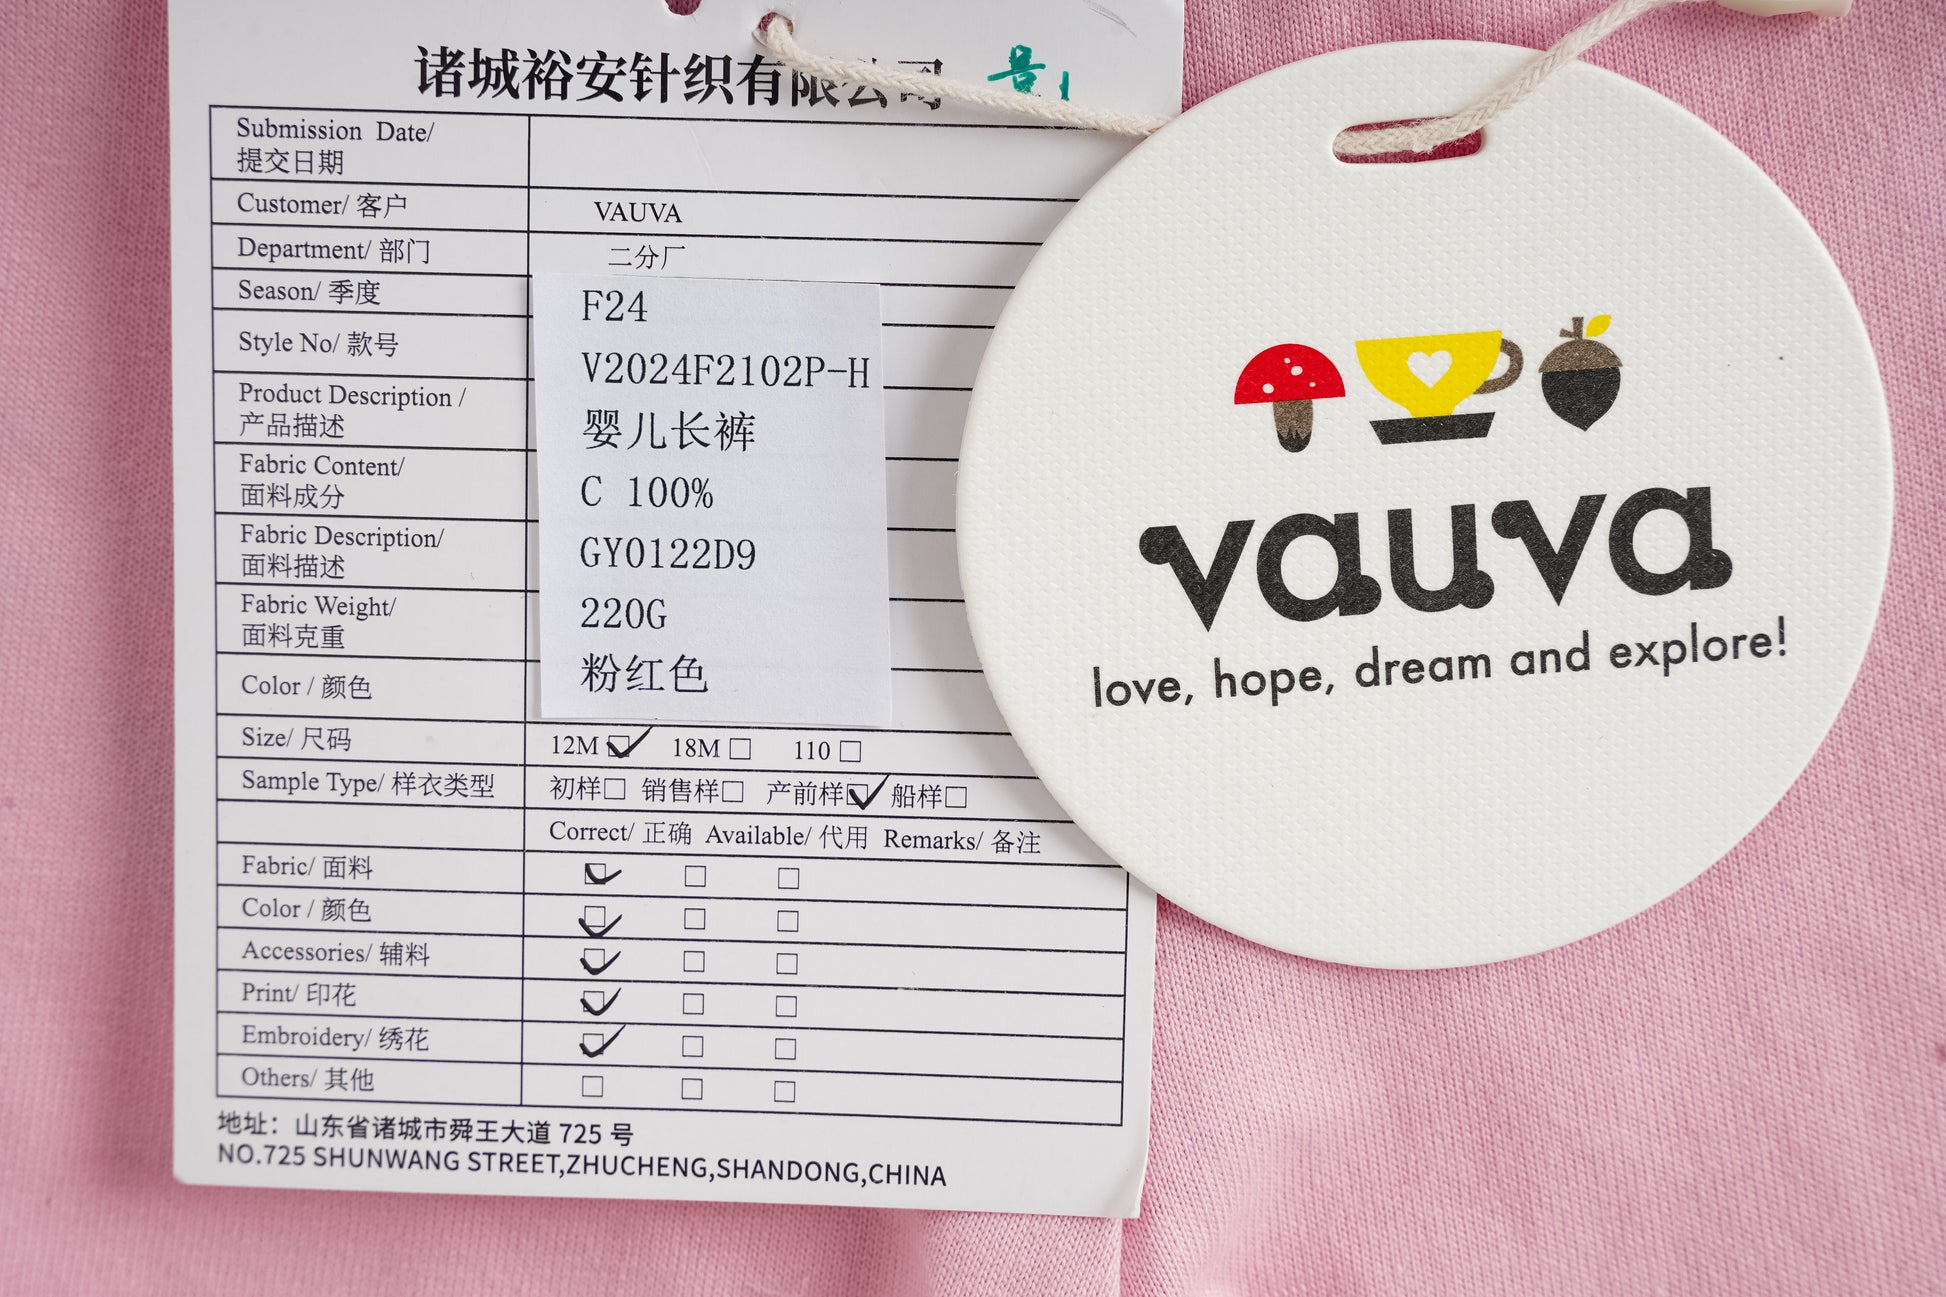 诸城裕安针织有限公司
Submission Date/
提交日期
Customer/ 客户 VAUVA
Department/ 部门 二分厂
Season/ 季度 F24
Style No/ 款号 V2024F2102P-H
Product Description /
产品描述 婴儿长裤
Fabric Content/
面料成分 C 100%
Fabric Description/
面料描述 GY0122D9
Fabric Weight/
面料克重 220G
Color / 颜色 粉红色
Size/ 尺码 12M ☑ 18M □ 110 □
Sample Type/ 样衣类型 初样□ 销售样□ 产前样☑ 船样□
Correct/ 正确 Available/ 代用 Remarks/ 备注
Fabric/ 面料 ☑ □ □
Color / 颜色 ☑ □ □
Accessories/ 辅料 ☑ □ □
Print/ 印花 ☑ □ □
Embroidery/ 绣花 ☑ □ □
Others/ 其他 □ □ □
地址：山东省诸城市舜王大道 725 号
NO.725 SHUNWANG STREET,ZHUCHENG,SHANDONG,CHINA
vauva
love, hope, dream and explore!